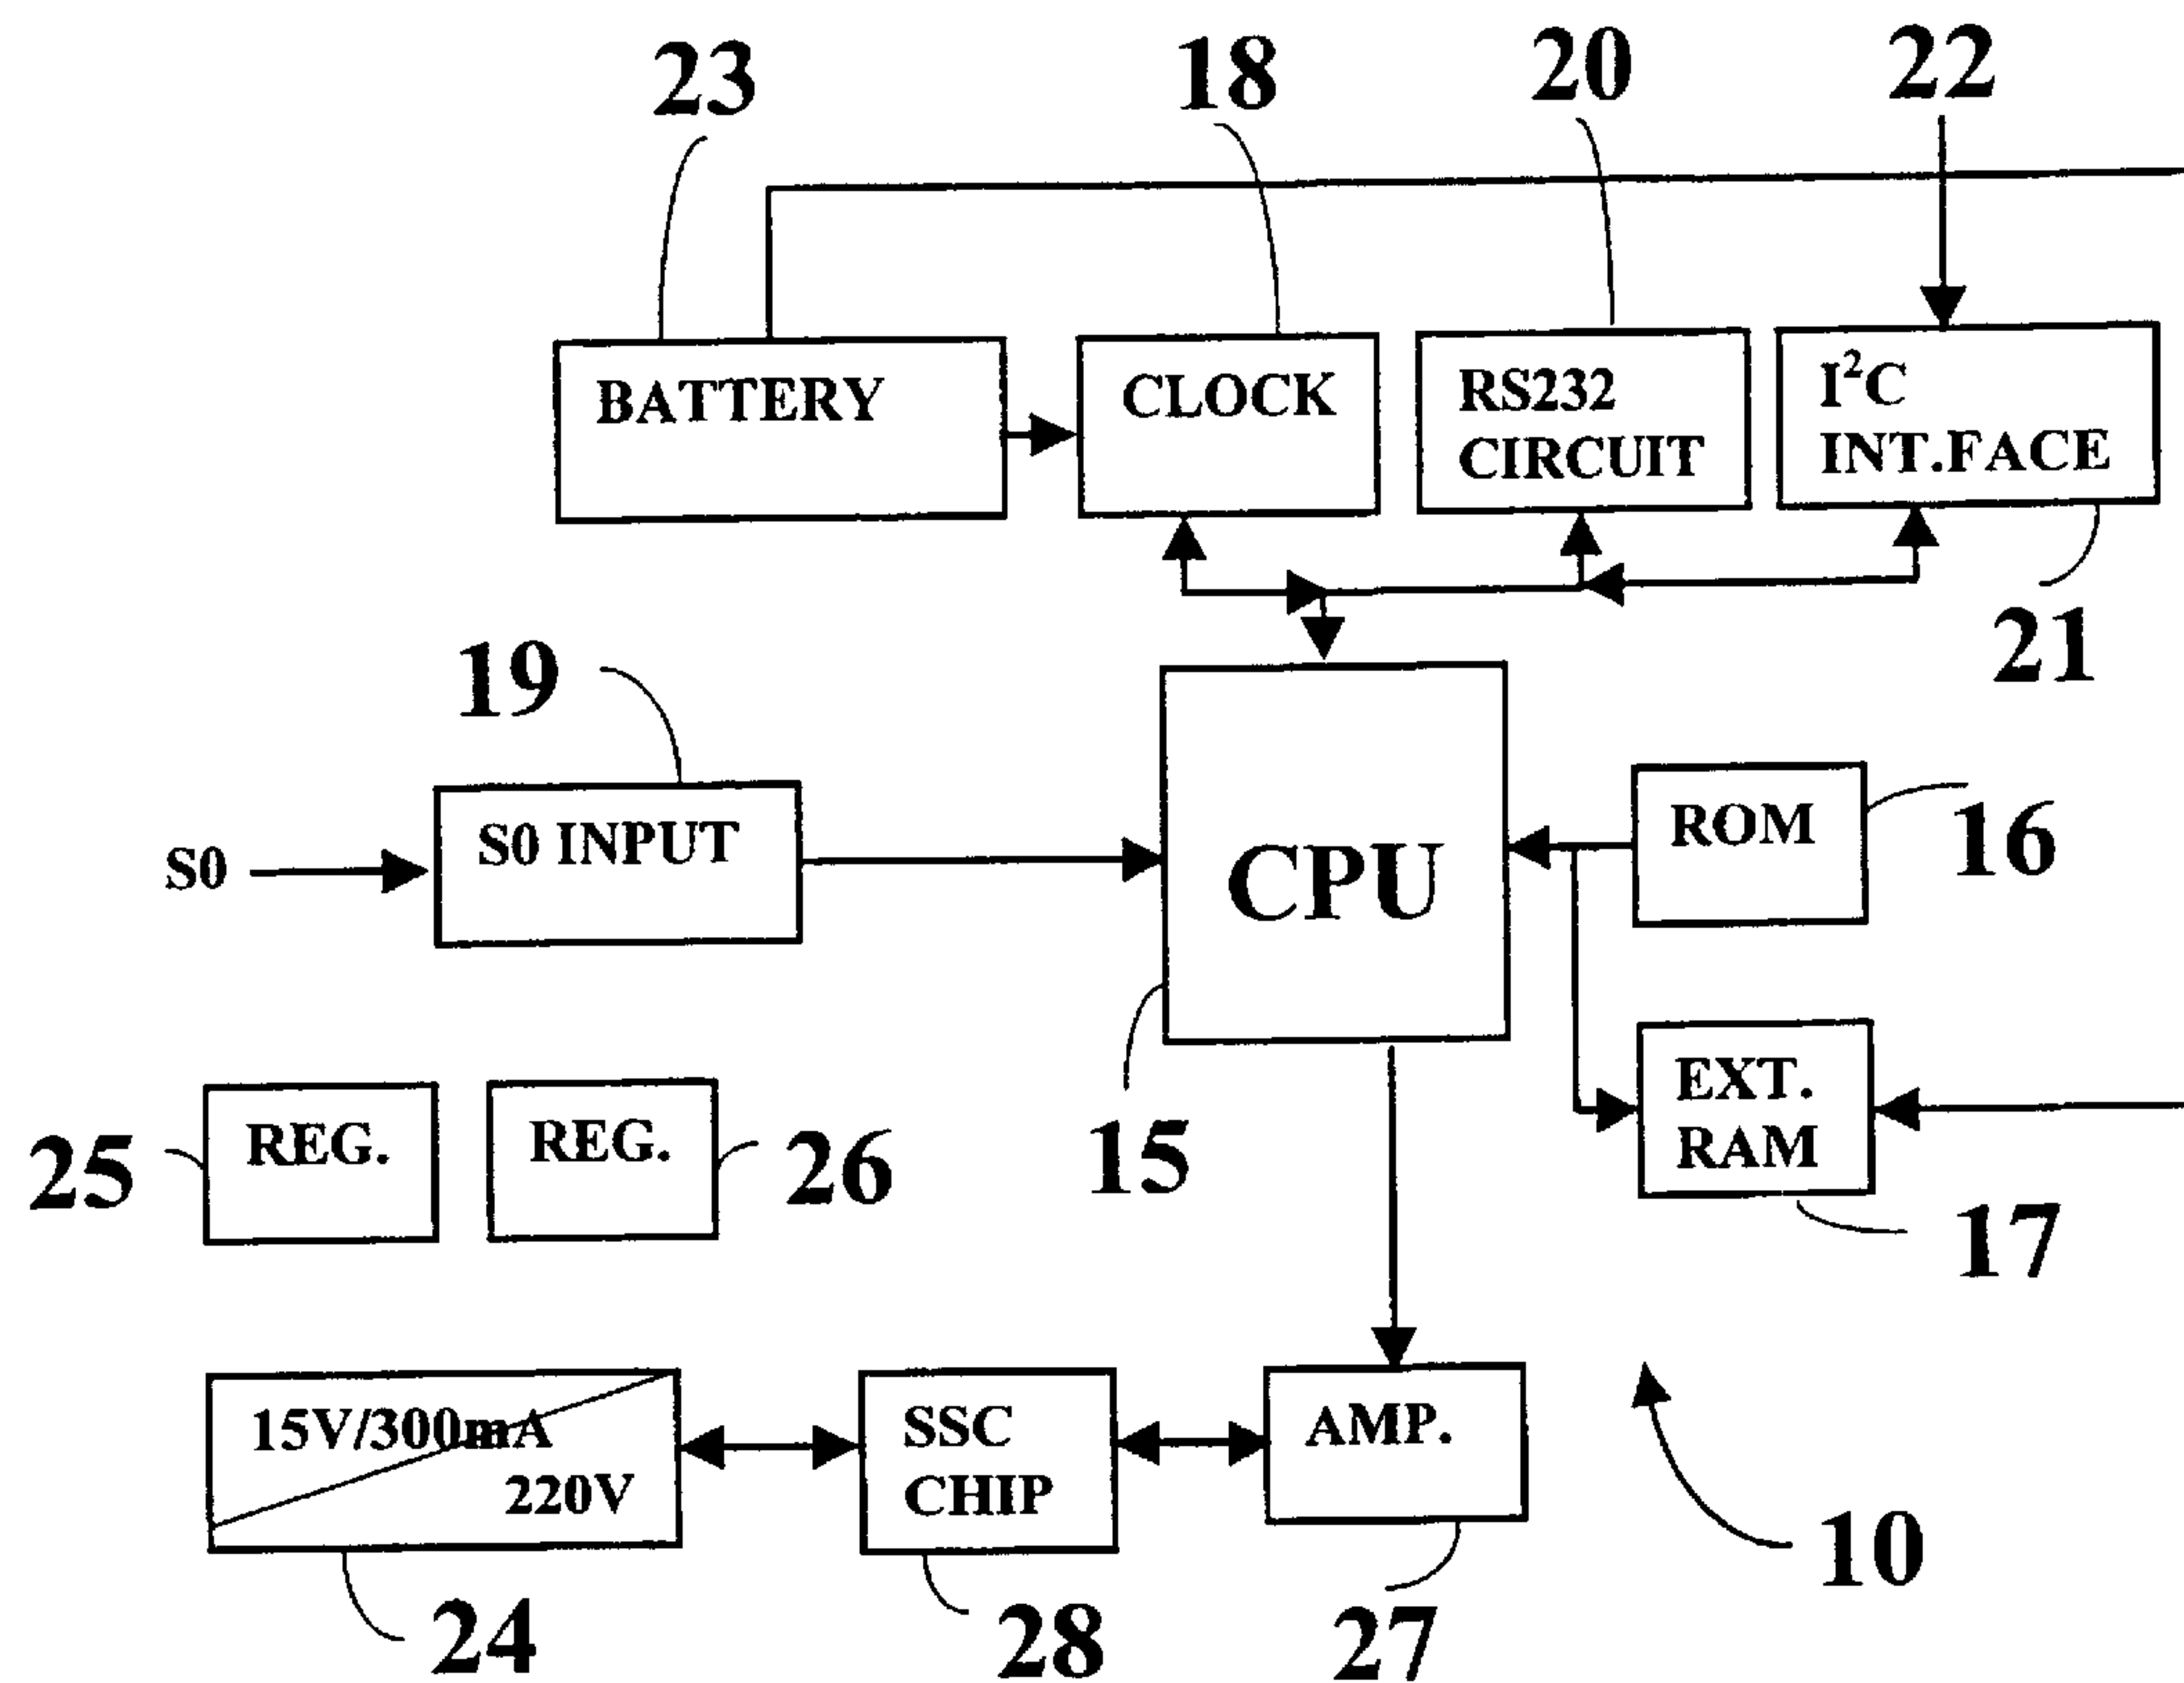 23
18
20
22
BATTERY
CLOCK
RS232
CIRCUIT
I²C
INT.FACE
21
19
S0
S0 INPUT
CPU
ROM
16
15
EXT.
RAM
17
25
REG.
REG.
26
15V/300mA
220V
SSC
CHIP
AMP.
10
24
28
27